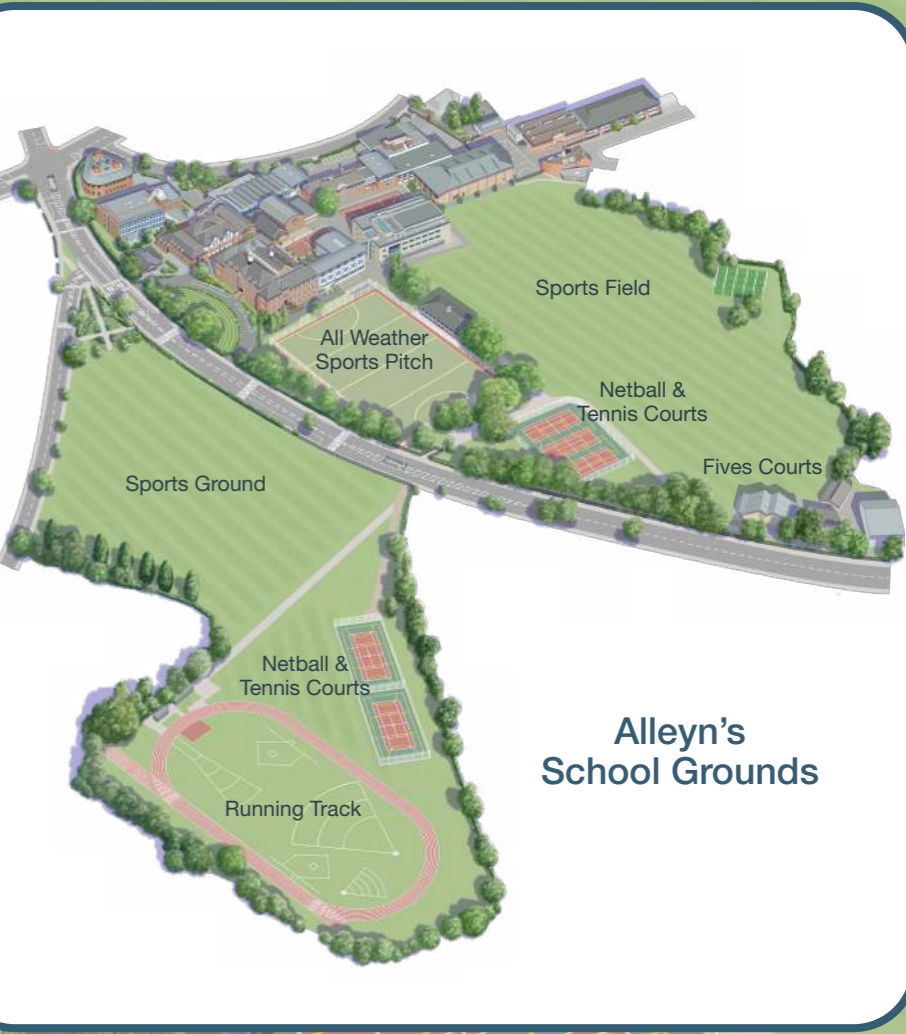 Sports Field
All Weather
Sports Pitch
Netball &
Tennis Courts
Fives Courts
Sports Ground
Netball &
Tennis Courts
Alleyn's
School Grounds
Running Track